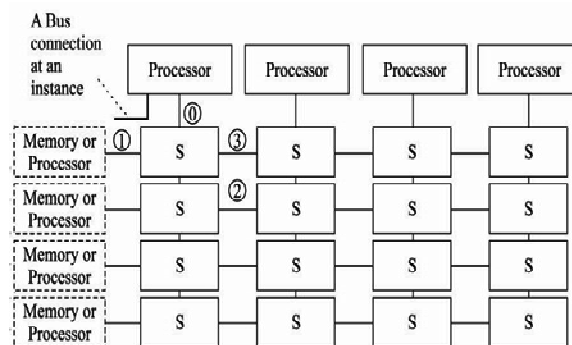 A Bus
connection
at an
instance
Processor Processor Processor Processor
0
Memory or
Processor
1 S 3 S S S
2
Memory or
Processor
S S S S
Memory or
Processor
S S S S
Memory or
Processor
S S S S